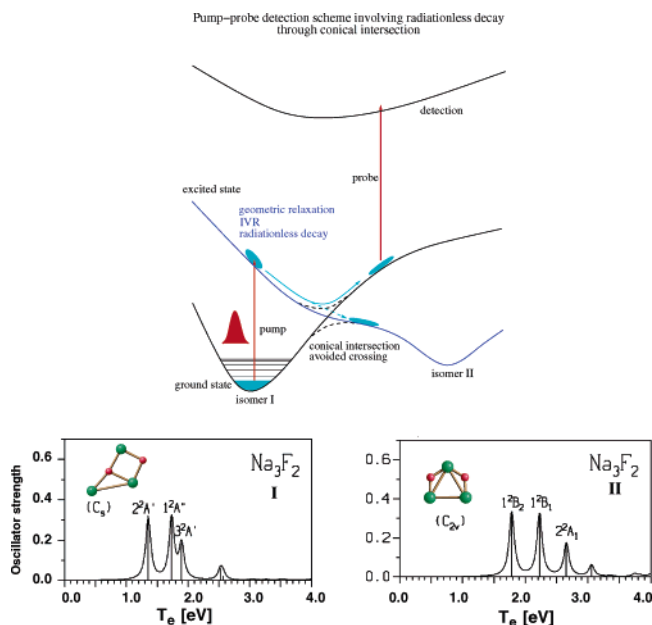 Pump-probe detection scheme involving radiationless decay
through conical intersection
detection
probe
excited state
geometric relaxation
IVR
radiationless decay
pump
conical intersection
avoided crossing
ground state
isomer I
isomer II
Oscillator strength
0.6
0.4
0.2
0.0
(Cs)
2²A'
1²A"
3²A'
Na₃F₂
I
0.0 1.0 2.0 3.0 4.0
Te [eV]
0.6
0.4
0.2
0.0
(C2v)
1²B₂
1²B₁
2²A₁
Na₃F₂
II
0.0 1.0 2.0 3.0 4.0
Te [eV]